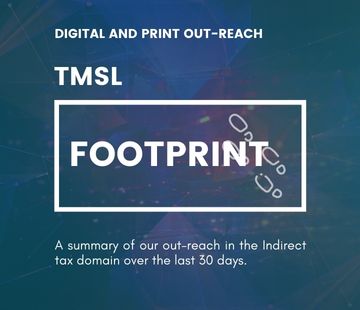 DIGITAL AND PRINT OUT-REACH
TMSL
FOOTPRINT
A summary of our out-reach in the Indirect
tax domain over the last 30 days.